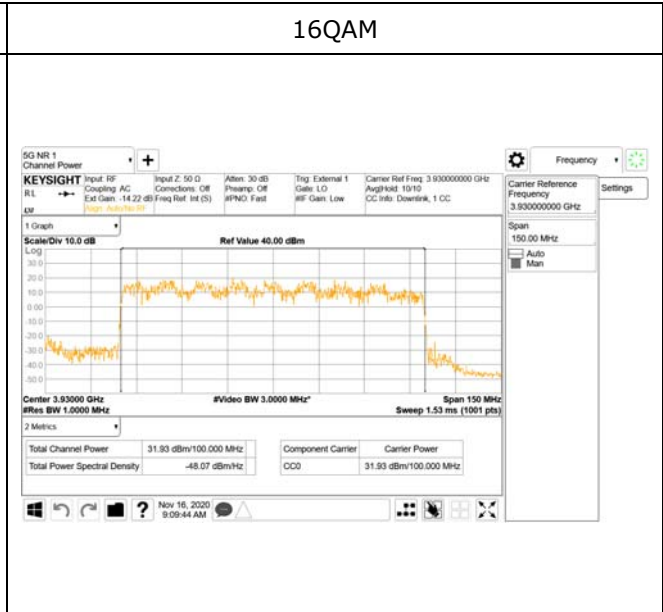 16QAM
5G NR 1
Channel Power
Frequency
KEYSIGHT Input: RF Input Z: 50 Ω Atten: 30 dB Trig: External 1 Carrier Ref Freq: 3.930000000 GHz
RL Coupling: AC Corrections: Off Preamp: Off Gate: LO Avg|Hold: 10/10
Ext Gain: -14.22 dB Freq Ref: Int (S) #PNO: Fast #IF Gain: Low CC Info: Downlink, 1 CC
Align: Auto/No RF
Carrier Reference
Frequency
3.930000000 GHz
Settings
Span
150.00 MHz
Auto
Man
1 Graph
Scale/Div 10.0 dB Ref Value 40.00 dBm
Log
30.0
20.0
10.0
0.00
-10.0
-20.0
-30.0
-40.0
-50.0
Center 3.93000 GHz #Video BW 3.0000 MHz* Span 150 MHz
#Res BW 1.0000 MHz Sweep 1.53 ms (1001 pts)
2 Metrics
Total Channel Power 31.93 dBm/100.000 MHz Component Carrier Carrier Power
Total Power Spectral Density -48.07 dBm/Hz CC0 31.93 dBm/100.000 MHz
Nov 16, 2020
9:09:44 AM